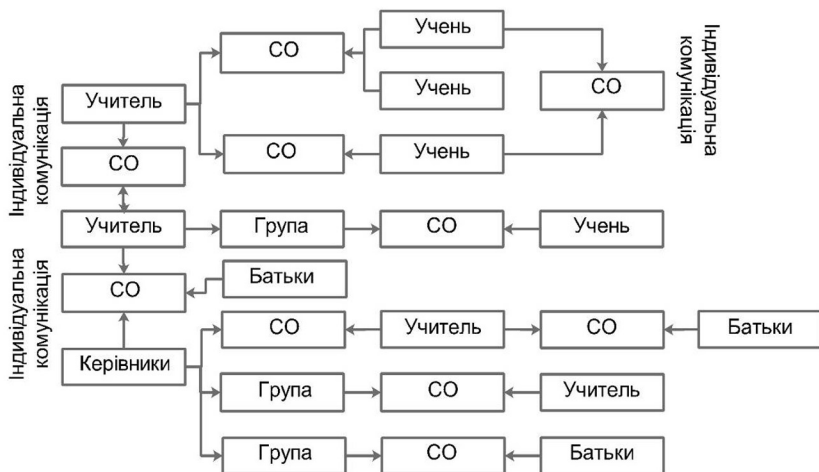 Індивідуальна
комунікація
Учитель
СО
Учень
Учень
СО
Учень
СО
Індивідуальна
комунікація
СО
Учитель
Група
СО
Учень
Індивідуальна
комунікація
СО
Батьки
Керівники
СО
Учитель
СО
Батьки
Група
СО
Учитель
Група
СО
Батьки